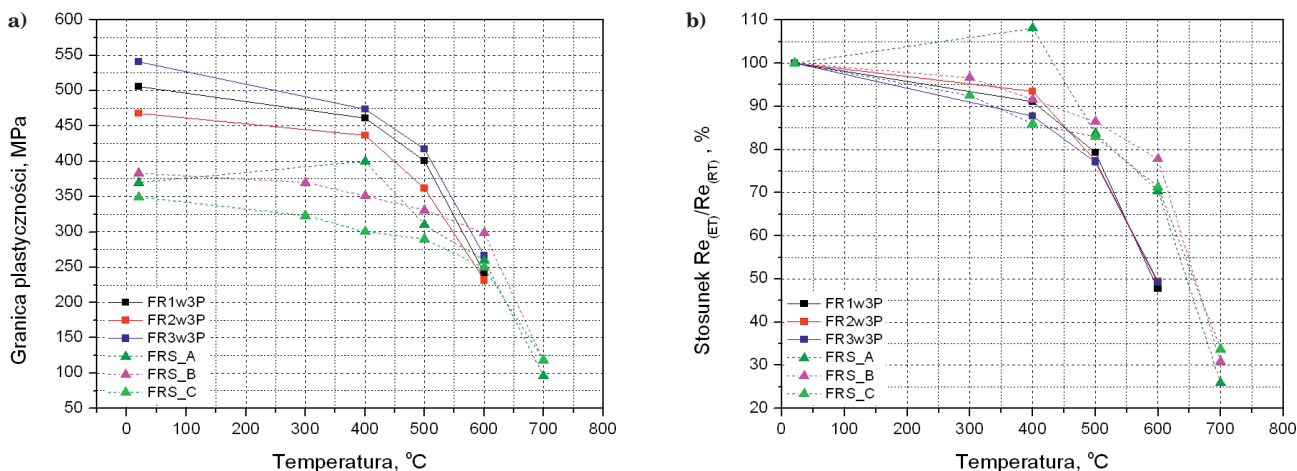 a)
600
550
500
450
400
350
300
250
200
150
100
50
Granica plastyczności, MPa
FR1w3P
FR2w3P
FR3w3P
FRS_A
FRS_B
FRS_C
0 100 200 300 400 500 600 700 800
Temperatura, °C
b)
110
100
90
80
70
60
50
40
30
20
Stosunek Re(ET)/Re(RT) , %
FR1w3P
FR2w3P
FR3w3P
FRS_A
FRS_B
FRS_C
0 100 200 300 400 500 600 700 800
Temperatura, °C